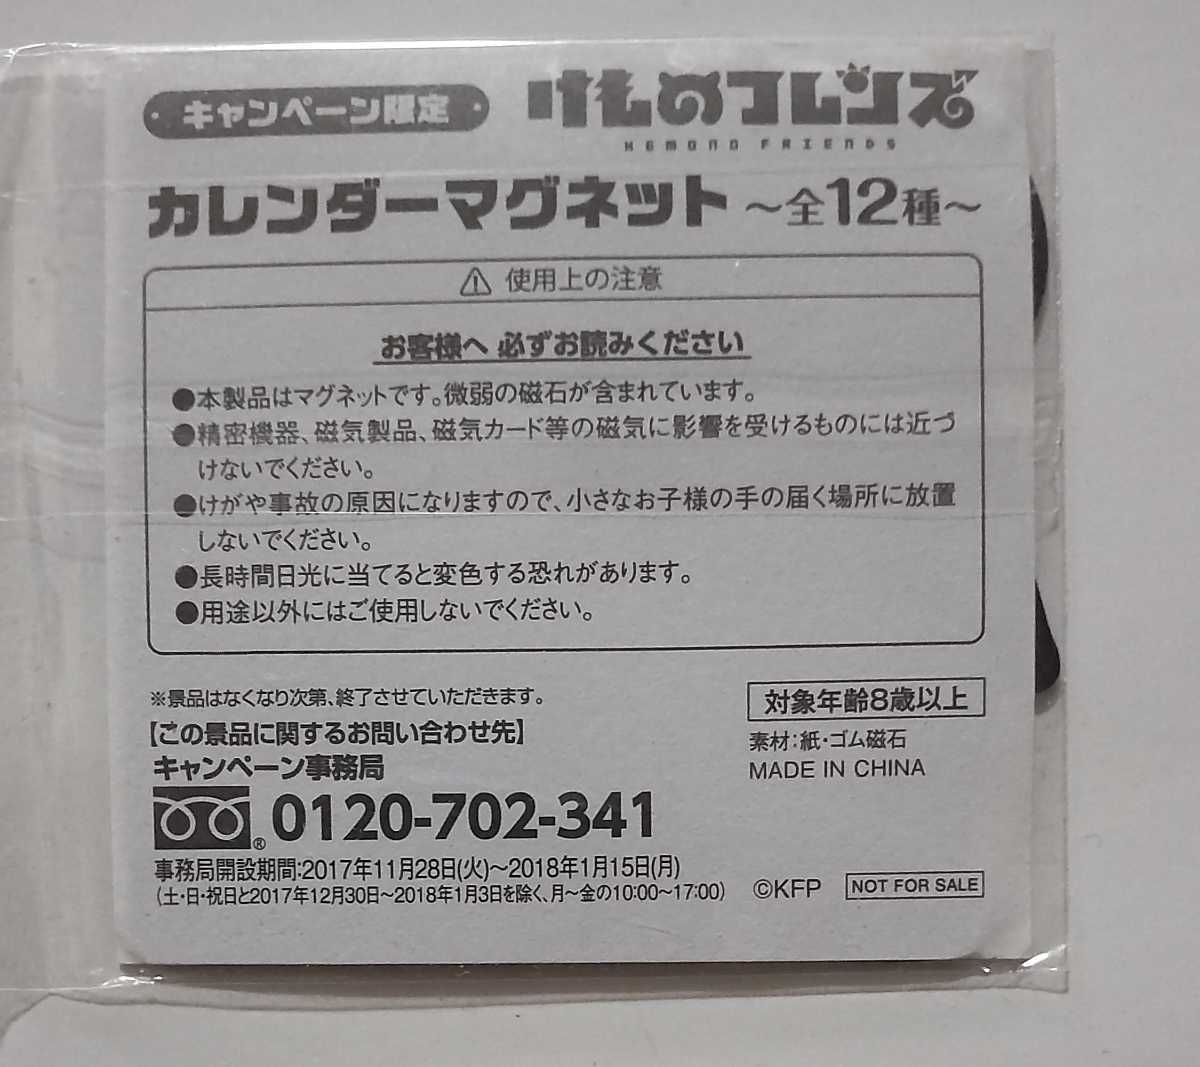 キャンペーン限定 けものフレンズ
KEMONO FRIENDS
カレンダーマグネット ～全12種～
⚠ 使用上の注意
お客様へ 必ずお読みください
●本製品はマグネットです。微弱の磁石が含まれています。
●精密機器、磁気製品、磁気カード等の磁気に影響を受けるものには近づ
けないでください。
●けがや事故の原因になりますので、小さなお子様の手の届く場所に放置
しないでください。
●長時間日光に当てると変色する恐れがあります。
●用途以外にはご使用しないでください。
※景品はなくなり次第、終了させていただきます。
【この景品に関するお問い合わせ先】
キャンペーン事務局
® 0120-702-341
事務局開設期間:2017年11月28日(火)～2018年1月15日(月)
(土・日・祝日と2017年12月30日～2018年1月3日を除く、月～金の10:00～17:00)
対象年齢8歳以上
素材:紙・ゴム磁石
MADE IN CHINA
©KFP NOT FOR SALE